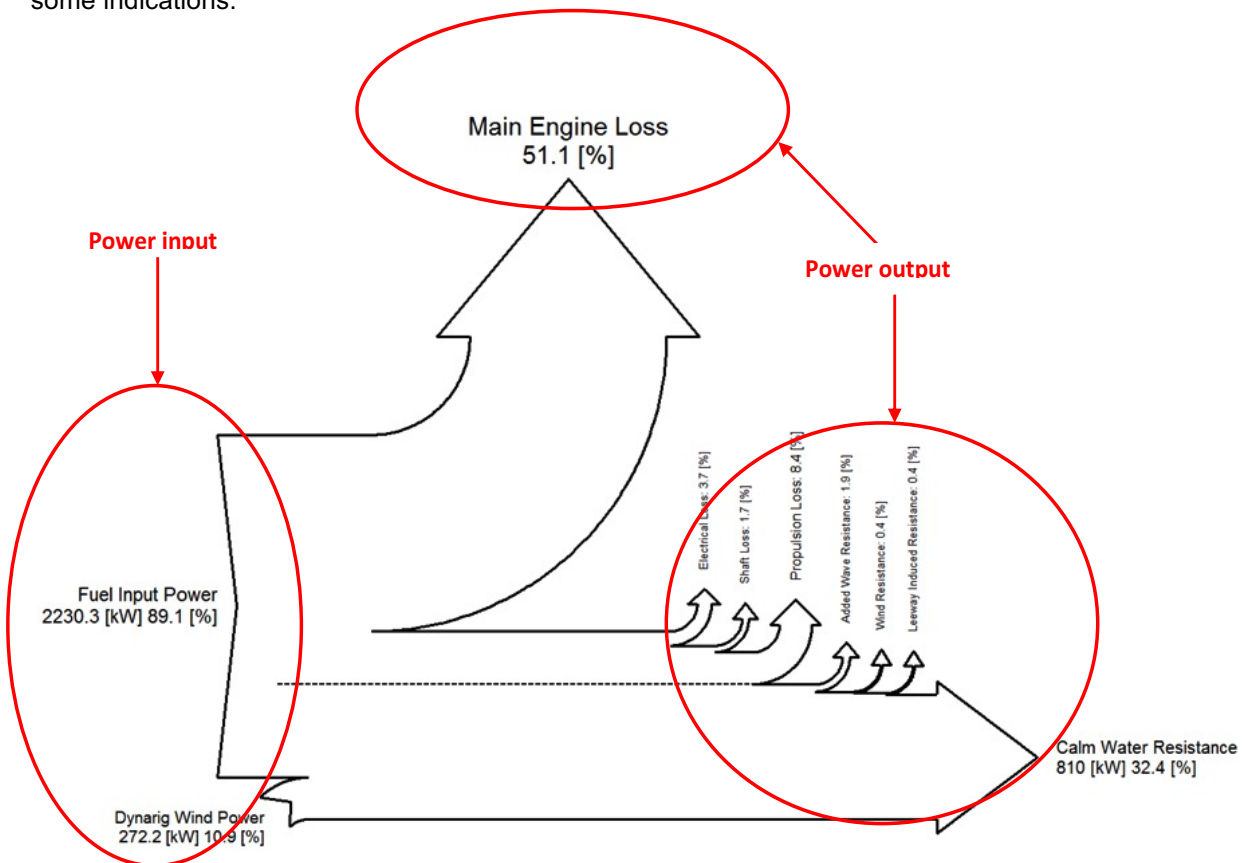 some indications.
Main Engine Loss
51.1 [%]
Power input
Power output
Electrical Loss: 3.7 [%]
Shaft Loss: 1.7 [%]
Propulsion Loss: 8.4 [%]
Added Wave Resistance: 1.9 [%]
Wind Resistance: 0.4 [%]
Leeway Induced Resistance: 0.4 [%]
Fuel Input Power
2230.3 [kW] 89.1 [%]
Calm Water Resistance
810 [kW] 32.4 [%]
Dynarig Wind Power
272.2 [kW] 10.9 [%]